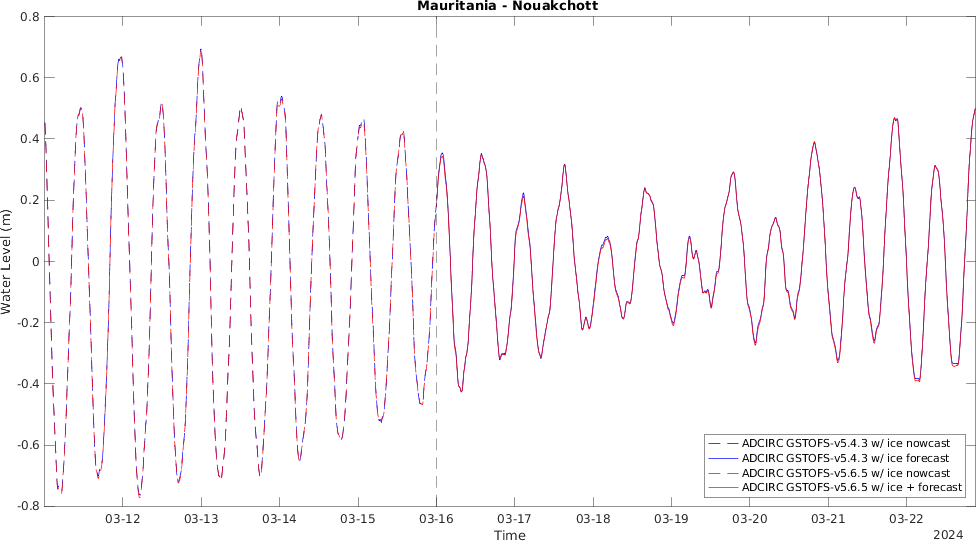 Mauritania - Nouakchott
0.8
0.6
0.4
0.2
0
-0.2
-0.4
-0.6
-0.8
Water Level (m)
ADCIRC GSTOFS-v5.4.3 w/ ice nowcast
ADCIRC GSTOFS-v5.4.3 w/ ice forecast
ADCIRC GSTOFS-v5.6.5 w/ ice nowcast
ADCIRC GSTOFS-v5.6.5 w/ ice + forecast
03-12 03-13 03-14 03-15 03-16 03-17 03-18 03-19 03-20 03-21 03-22
Time
2024